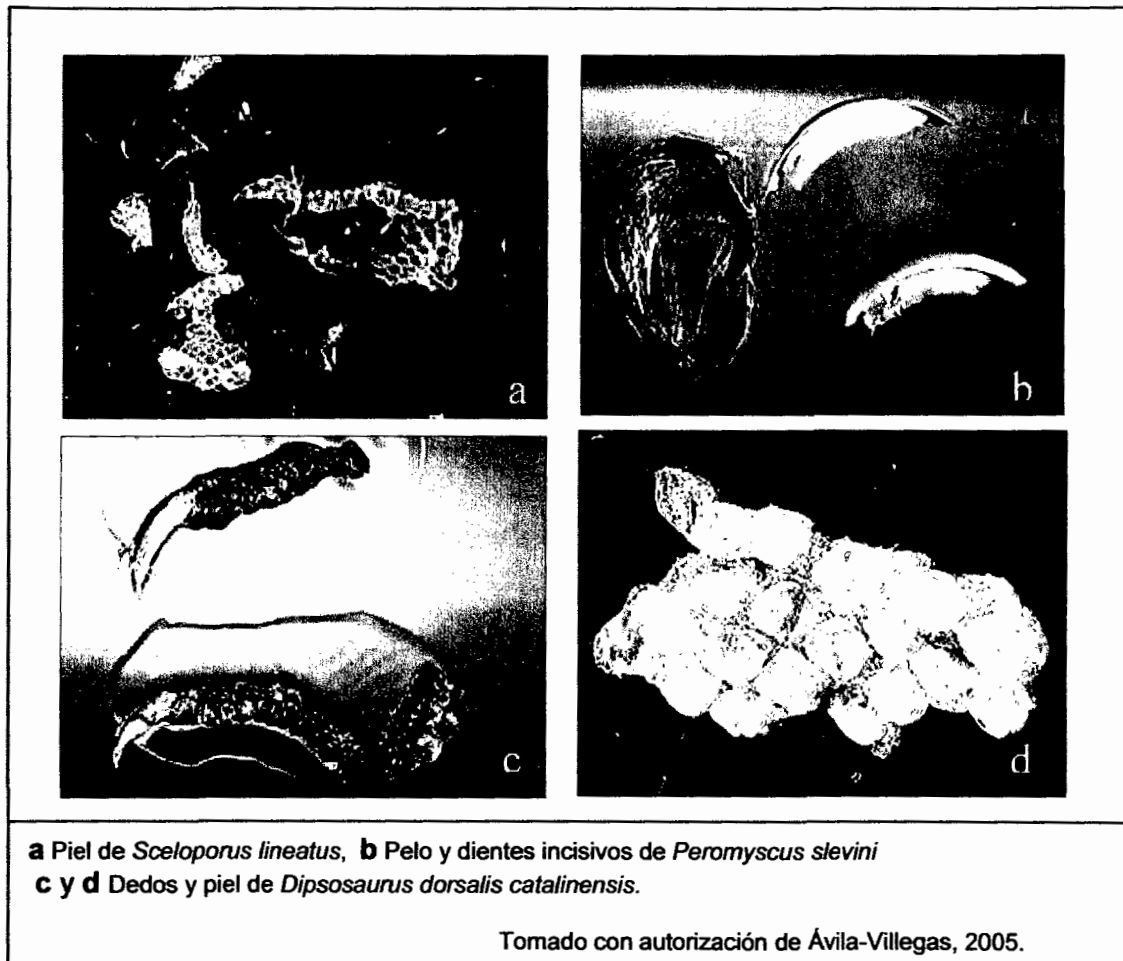 a
b
c
d
a Piel de Sceloporus lineatus, b Pelo y dientes incisivos de Peromyscus slevini
c y d Dedos y piel de Dipsosaurus dorsalis catalinensis.
Tomado con autorización de Ávila-Villegas, 2005.